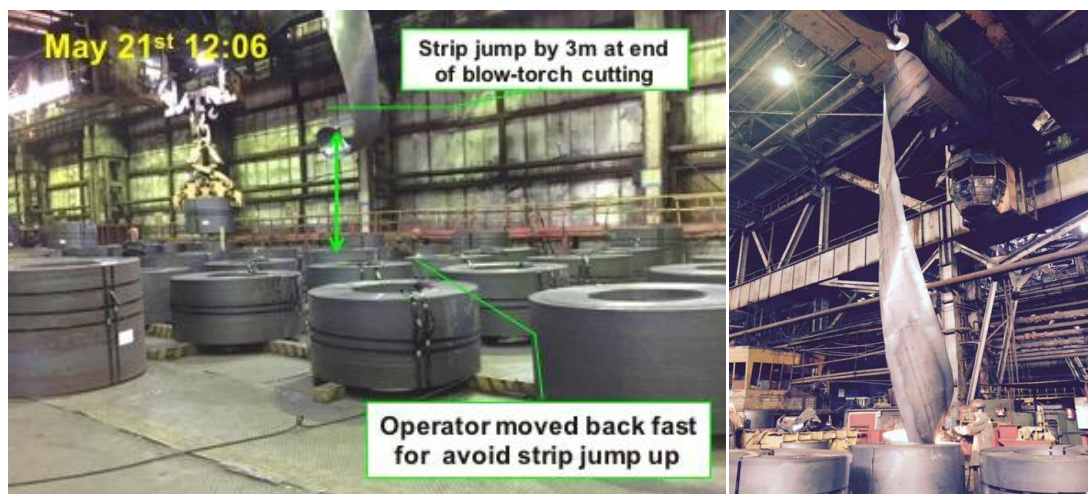 May 21st 12:06
Strip jump by 3m at end
of blow-torch cutting
Operator moved back fast
for avoid strip jump up